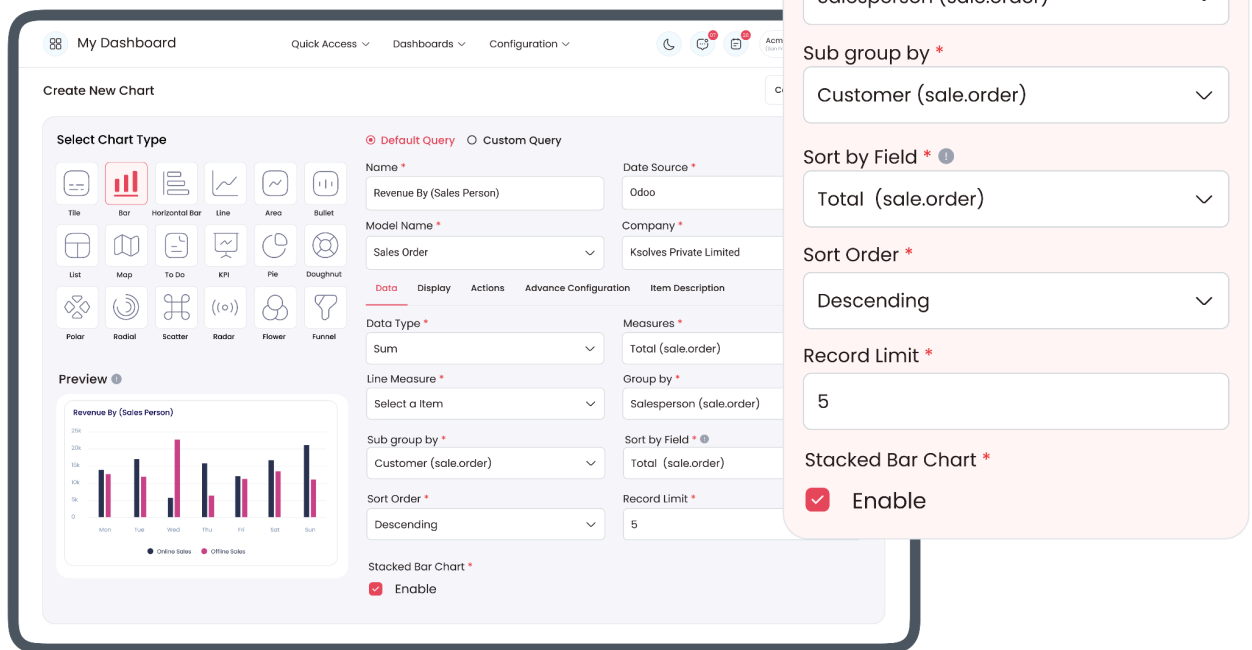 My Dashboard
Quick Access
Dashboards
Configuration
Create New Chart
Select Chart Type
Tile
Bar
Horizontal Bar
Line
Area
Bullet
List
Map
To Do
KPI
Pie
Doughnut
Polar
Radial
Scatter
Radar
Flower
Funnel
Preview
Revenue By (Sales Person)
25k
20k
15k
10k
5k
0
Mon Tue Wed Thu Fri Sat Sun
Online Sales Offline Sales
Default Query Custom Query
Name * Date Source *
Revenue By (Sales Person) Odoo
Model Name * Company *
Sales Order Ksolves Private Limited
Data Display Actions Advance Configuration Item Description
Data Type * Measures *
Sum Total (sale.order)
Line Measure * Group by *
Select a Item Salesperson (sale.order)
Sub group by * Sort by Field *
Customer (sale.order) Total (sale.order)
Sort Order * Record Limit *
Descending 5
Stacked Bar Chart *
Enable
Salesperson (sale.order)
Sub group by *
Customer (sale.order)
Sort by Field *
Total (sale.order)
Sort Order *
Descending
Record Limit *
5
Stacked Bar Chart *
Enable